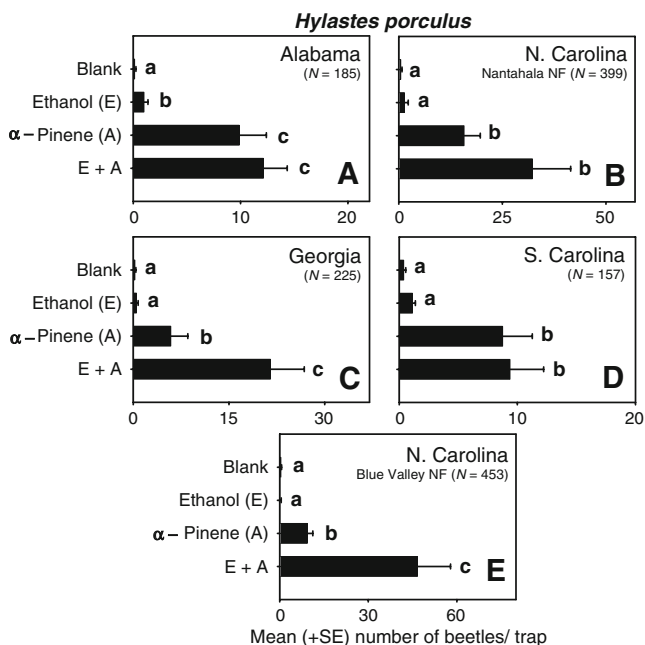 Hylastes porculus
Alabama
(N = 185)
Blank
a
Ethanol (E)
b
α – Pinene (A)
c
E + A
c
A
0
10
20
N. Carolina
Nantahala NF (N = 399)
a
a
b
b
B
0
25
50
Georgia
(N = 225)
Blank
a
Ethanol (E)
a
α – Pinene (A)
b
E + A
c
C
0
15
30
S. Carolina
(N = 157)
a
a
b
b
D
0
10
20
N. Carolina
Blue Valley NF (N = 453)
Blank
a
Ethanol (E)
a
α – Pinene (A)
b
E + A
c
E
0
30
60
Mean (+SE) number of beetles/ trap